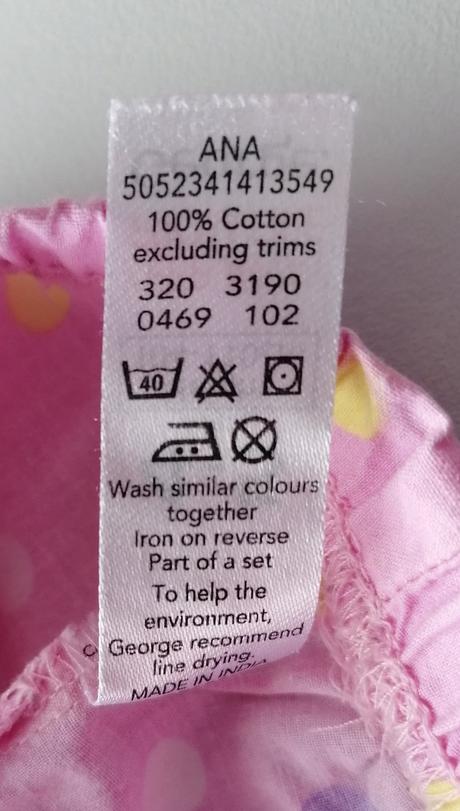 ANA
5052341413549
100% Cotton
excluding trims
320 3190
0469 102
40
Wash similar colours
together
Iron on reverse
Part of a set
To help the
environment,
George recommend
line drying.
MADE IN INDIA